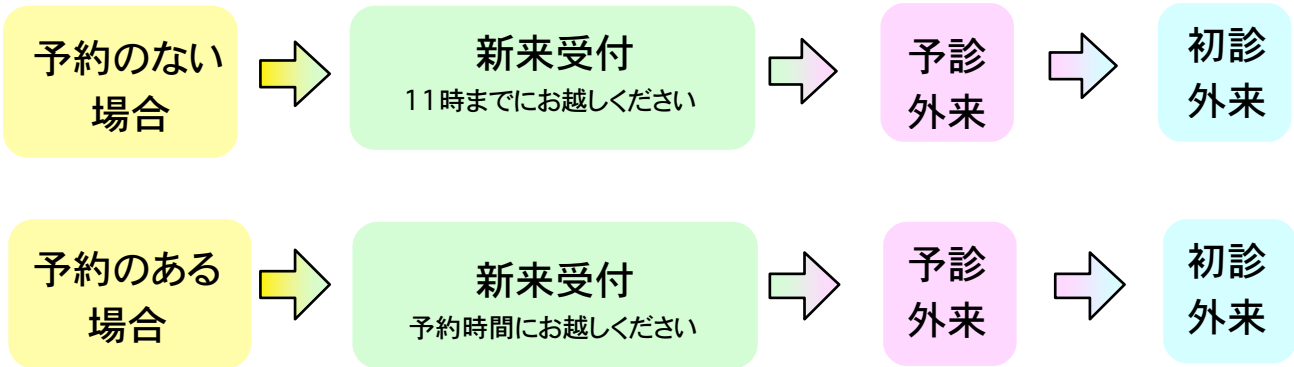 予約のない
場合
新来受付
11時までにお越しください
予診
外来
初診
外来
予約のある
場合
新来受付
予約時間にお越しください
予診
外来
初診
外来